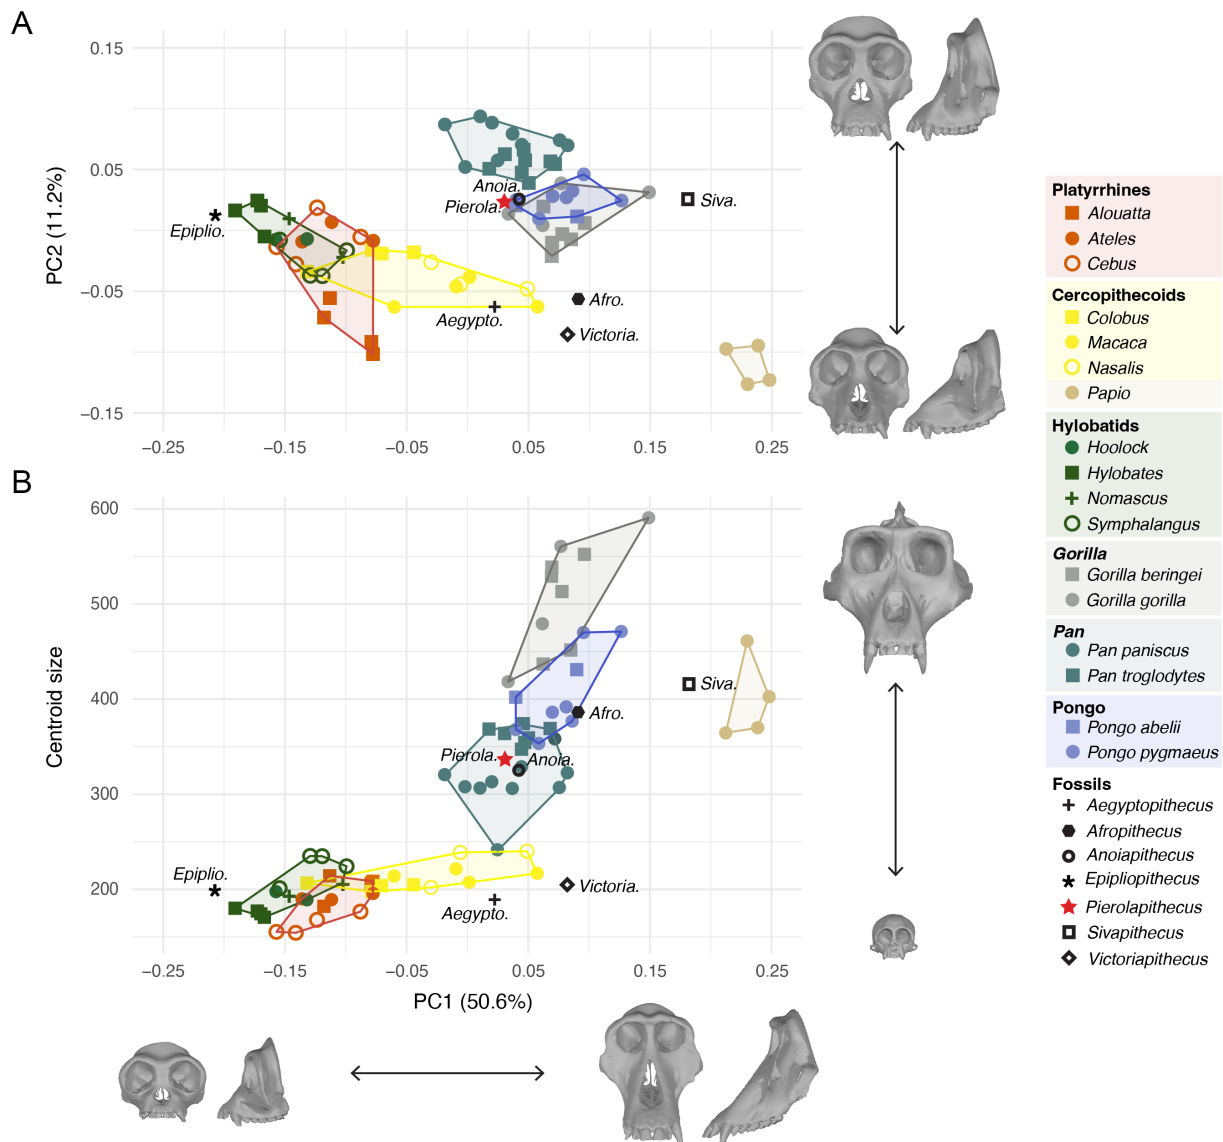 A
0.15
0.05
−0.05
−0.15
PC2 (11.2%)
Anoia.
Pierola.
Siva.
Epiplio.
Afro.
Aegypto.
Victoria.
−0.25
−0.15
−0.05
0.05
0.15
0.25
B
600
500
400
300
200
Centroid size
Siva.
Afro.
Pierola.
Anoia.
Epiplio.
Victoria.
Aegypto.
−0.25
−0.15
−0.05
0.05
0.15
0.25
PC1 (50.6%)
Platyrrhines
Alouatta
Ateles
Cebus
Cercopithecoids
Colobus
Macaca
Nasalis
Papio
Hylobatids
Hoolock
Hylobates
Nomascus
Symphalangus
Gorilla
Gorilla beringei
Gorilla gorilla
Pan
Pan paniscus
Pan troglodytes
Pongo
Pongo abelii
Pongo pygmaeus
Fossils
Aegyptopithecus
Afropithecus
Anoiapithecus
Epipliopithecus
Pierolapithecus
Sivapithecus
Victoriapithecus